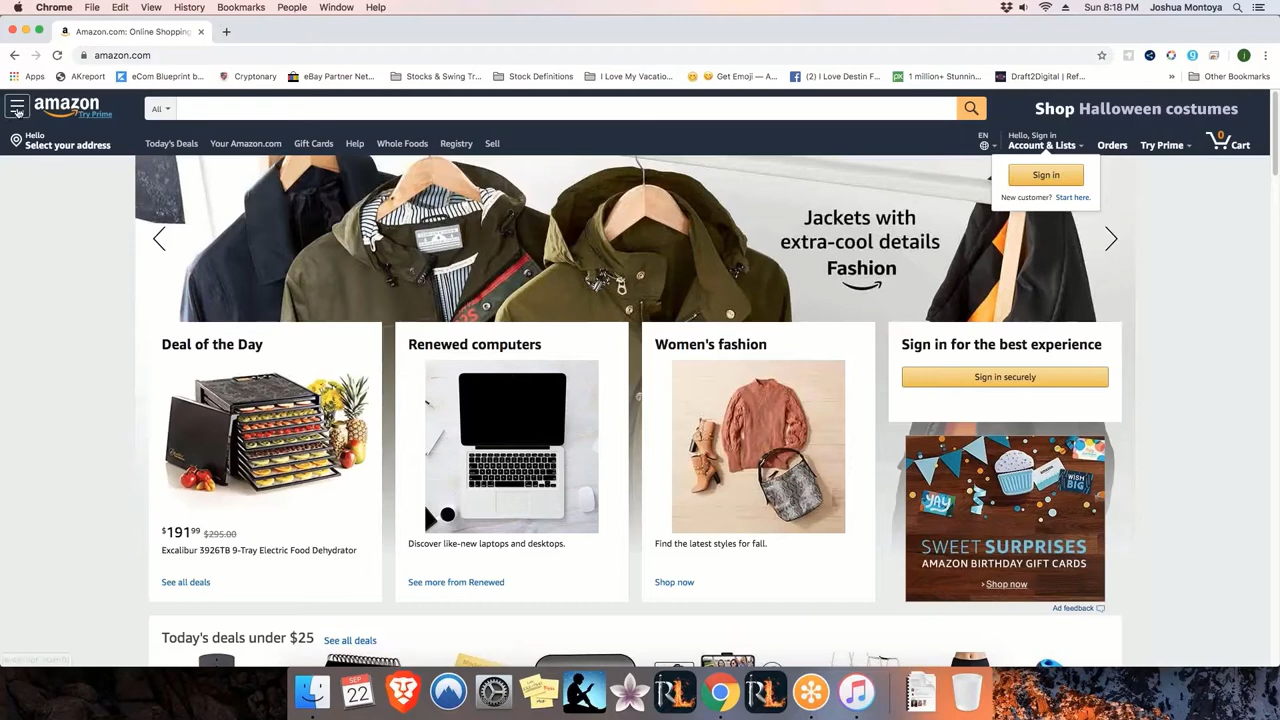 Chrome File Edit View History Bookmarks People Window Help
Sun 8:18 PM Joshua Montoya
Amazon.com: Online Shopping
amazon.com
Apps AKreport eCom Blueprint b... Cryptonary eBay Partner Net... Stocks & Swing Tr... Stock Definitions I Love My Vacatio... Get Emoji — A... (2) I Love Destin F... 1 million+ Stunnin... Draft2Digital | Ref... » Other Bookmarks
amazon
Try Prime
All
Shop Halloween costumes
Hello
Select your address
Today's Deals Your Amazon.com Gift Cards Help Whole Foods Registry Sell
EN
Hello, Sign in
Account & Lists
Orders
Try Prime
0
Cart
Sign in
New customer? Start here.
Jackets with
extra-cool details
Fashion
Deal of the Day
$191.99 $295.00
Excalibur 3926TB 9-Tray Electric Food Dehydrator
See all deals
Renewed computers
Discover like-new laptops and desktops.
See more from Renewed
Women's fashion
Find the latest styles for fall.
Shop now
Sign in for the best experience
Sign in securely
YAY
WISH
BIG
SWEET SURPRISES
AMAZON BIRTHDAY GIFT CARDS
› Shop now
Ad feedback
Today's deals under $25 See all deals
SEP
22
RL
RL